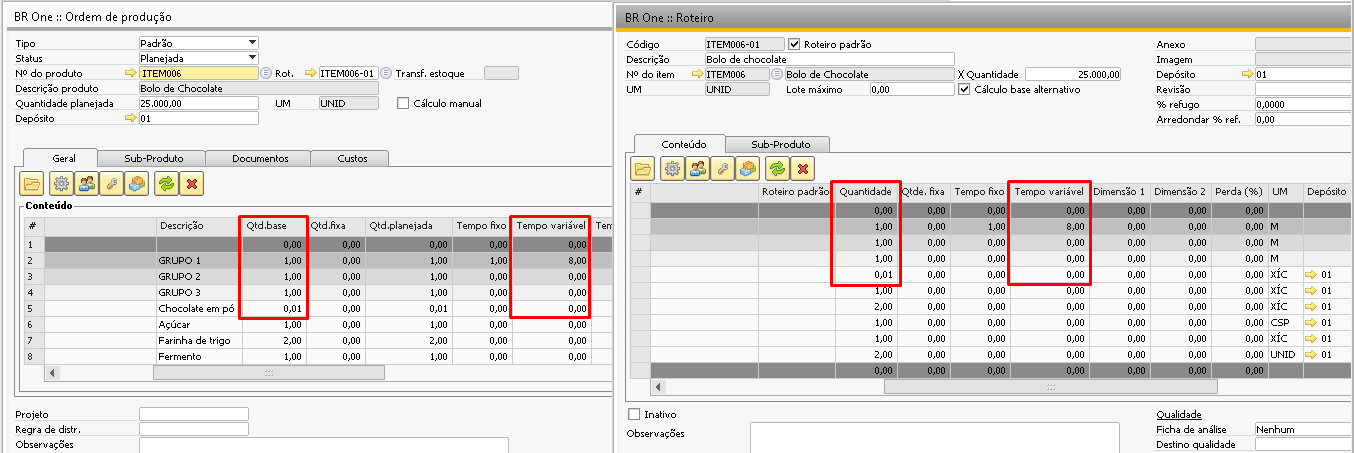 BR One :: Ordem de produção
Tipo Padrão
Status Planejada
Nº do produto ITEM006 Rot. ITEM006-01 Transf. estoque
Descrição produto Bolo de Chocolate
Quantidade planejada 25.000,00 UM UNID Cálculo manual
Depósito 01
Geral Sub-Produto Documentos Custos
Conteúdo
# Descrição Qtd.base Qtd.fixa Qtd.planejada Tempo fixo Tempo variável Tem
1 0,00 0,00 0,00 0,00 0,00
2 GRUPO 1 1,00 0,00 1,00 1,00 8,00
3 GRUPO 2 1,00 0,00 1,00 0,00 0,00
4 GRUPO 3 1,00 0,00 1,00 0,00 0,00
5 Chocolate em pó 0,01 0,00 0,01 0,00 0,00
6 Açúcar 1,00 0,00 1,00 0,00 0,00
7 Farinha de trigo 2,00 0,00 2,00 0,00 0,00
8 Fermento 1,00 0,00 1,00 0,00 0,00
Projeto
Regra de distr.
Observações
BR One :: Roteiro
Código ITEM006-01 Roteiro padrão Anexo
Descrição Bolo de chocolate Imagem
Nº do item ITEM006 Bolo de Chocolate X Quantidade 25.000,00 Depósito 01
UM UNID Lote máximo 0,00 Cálculo base alternativo Revisão
% refugo 0,0000
Arredondar % ref. 0,00
Conteúdo Sub-Produto
# Roteiro padrão Quantidade Qtde. fixa Tempo fixo Tempo variável Dimensão 1 Dimensão 2 Perda (%) UM Depósito
0,00 0,00 0,00 0,00 0,00 0,00 0,00
1,00 0,00 1,00 8,00 0,00 0,00 0,00 M
1,00 0,00 0,00 0,00 0,00 0,00 0,00 M
1,00 0,00 0,00 0,00 0,00 0,00 0,00 M
0,01 0,00 0,00 0,00 0,00 0,00 0,00 XÍC 01
1,00 0,00 0,00 0,00 0,00 0,00 0,00 XÍC 01
2,00 0,00 0,00 0,00 0,00 0,00 0,00 XÍC 01
1,00 0,00 0,00 0,00 0,00 0,00 0,00 CSP 01
1,00 0,00 0,00 0,00 0,00 0,00 0,00 XÍC 01
2,00 0,00 0,00 0,00 0,00 0,00 0,00 UNID 01
0,00 0,00 0,00 0,00 0,00 0,00 0,00
Inativo Qualidade
Observações Ficha de análise Nenhum
Destino qualidade